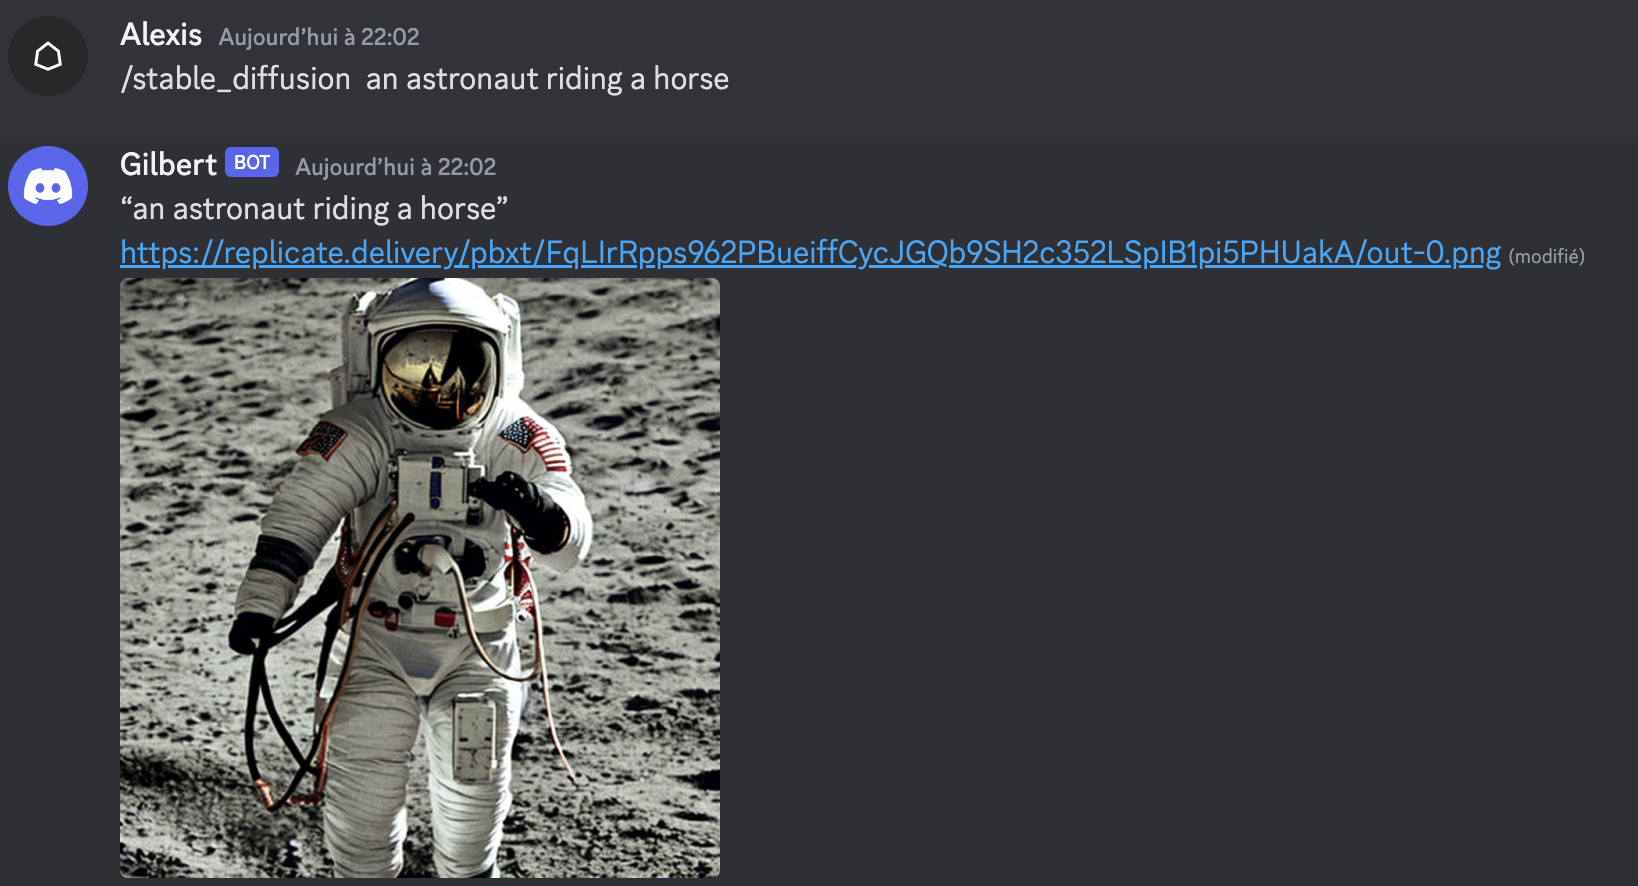 Alexis Aujourd’hui à 22:02
/stable_diffusion an astronaut riding a horse
Gilbert BOT Aujourd’hui à 22:02
“an astronaut riding a horse”
https://replicate.delivery/pbxt/FqLIrRpps962PBueiffCycJGQb9SH2c352LSpIB1pi5PHUakA/out-0.png (modifié)